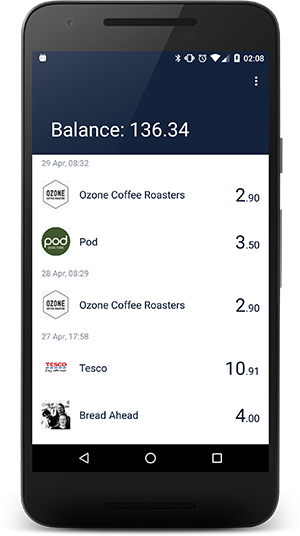 02:08
Balance: 136.34
29 Apr, 08:32
OZONE
Ozone Coffee Roasters
2.90
pod
Pod
3.50
28 Apr, 08:29
OZONE
Ozone Coffee Roasters
2.90
27 Apr, 17:58
TESCO
Tesco
10.91
Bread Ahead
4.00